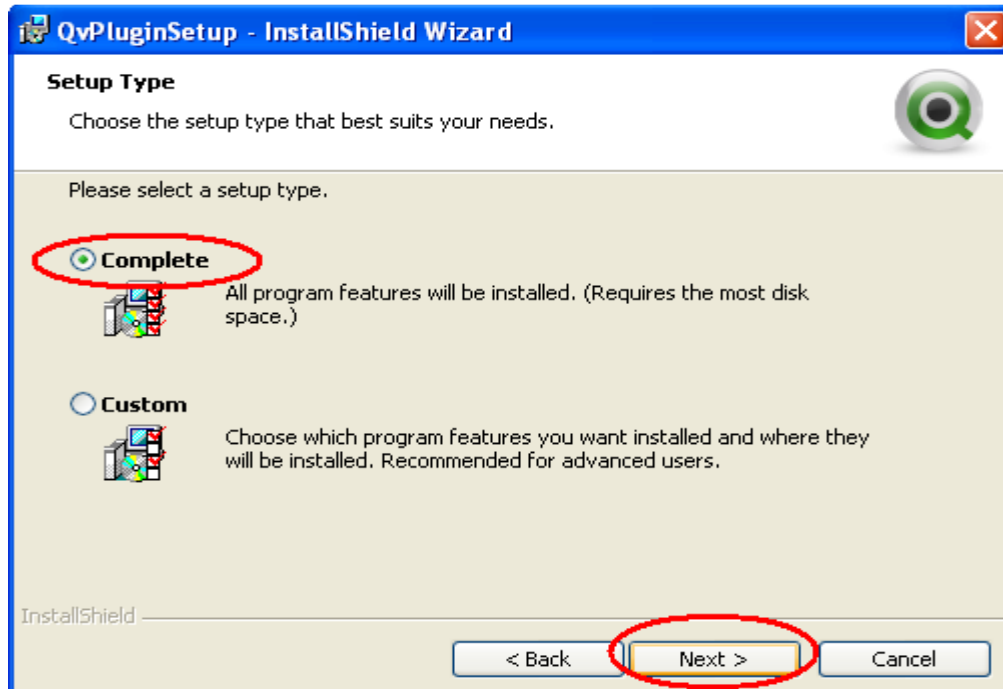 QvPluginSetup - InstallShield Wizard
Setup Type
Choose the setup type that best suits your needs.
Please select a setup type.
Complete
All program features will be installed. (Requires the most disk
space.)
Custom
Choose which program features you want installed and where they
will be installed. Recommended for advanced users.
InstallShield
< Back
Next >
Cancel